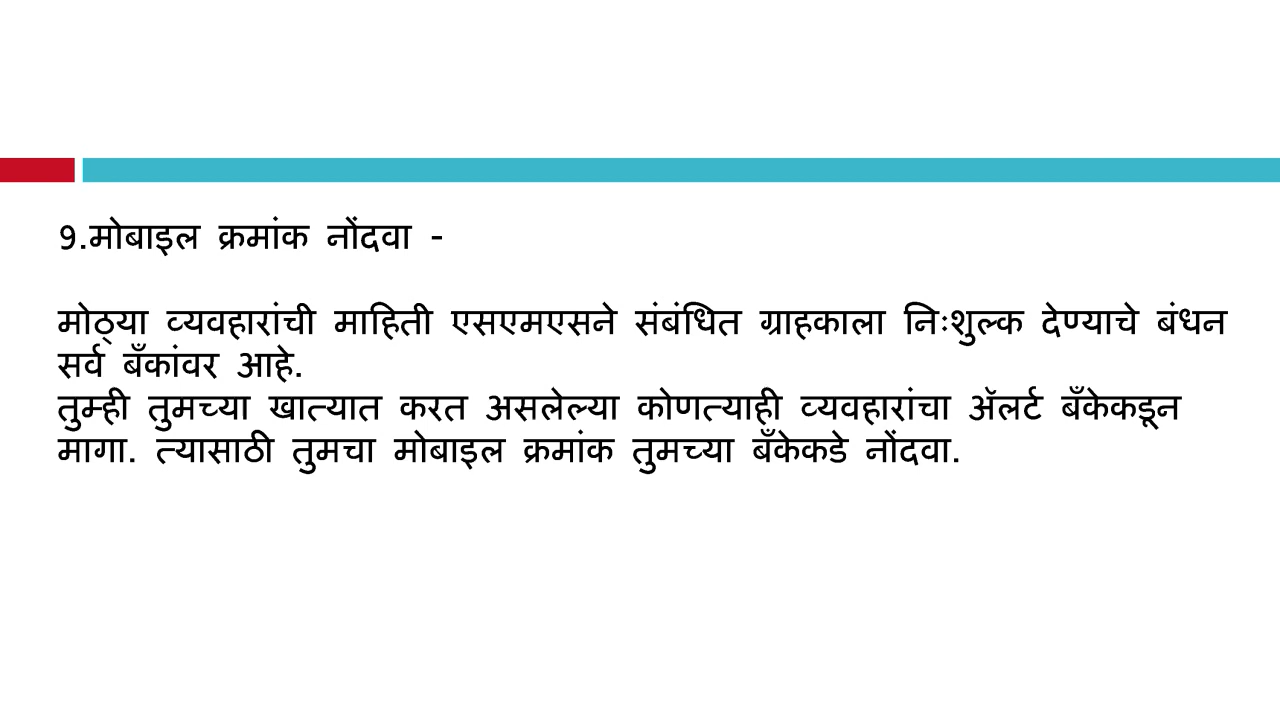 9.मोबाइल क्रमांक नोंदवा -
मोठ्या व्यवहारांची माहिती एसएमएसने संबंधित ग्राहकाला निःशुल्क देण्याचे बंधन
सर्व बँकांवर आहे.
तुम्ही तुमच्या खात्यात करत असलेल्या कोणत्याही व्यवहारांचा ॲलर्ट बँकेकडून
मागा. त्यासाठी तुमचा मोबाइल क्रमांक तुमच्या बँकेकडे नोंदवा.